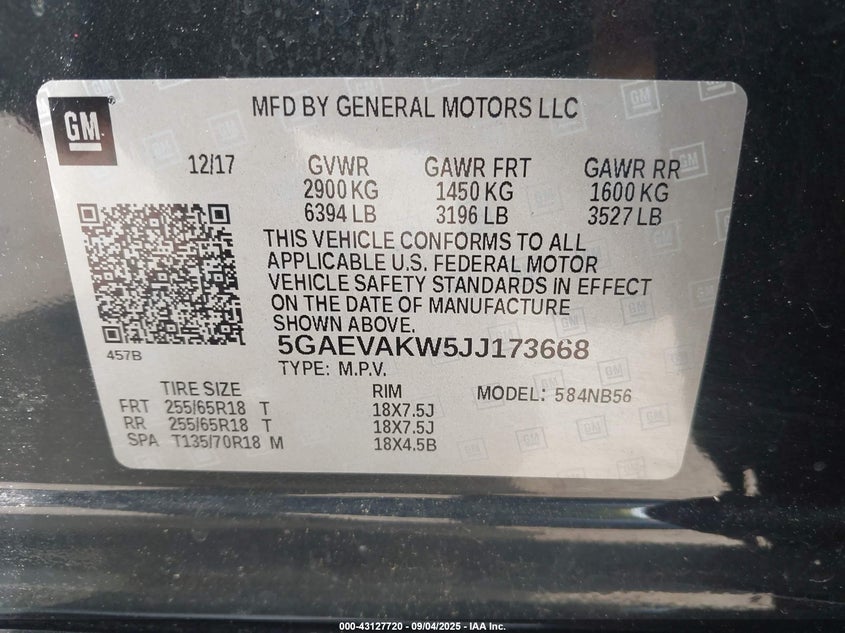 GM
MFD BY GENERAL MOTORS LLC
12/17 GVWR GAWR FRT GAWR RR
2900 KG 1450 KG 1600 KG
6394 LB 3196 LB 3527 LB
THIS VEHICLE CONFORMS TO ALL
APPLICABLE U.S. FEDERAL MOTOR
VEHICLE SAFETY STANDARDS IN EFFECT
ON THE DATE OF MANUFACTURE
SHOWN ABOVE.
457B
5GAEVAKW5JJ173668
TYPE: M.P.V.
TIRE SIZE RIM MODEL: 584NB56
FRT 255/65R18 T 18X7.5J
RR 255/65R18 T 18X7.5J
SPA T135/70R18 M 18X4.5B
000-43127720 - 09/04/2025 - IAA Inc.